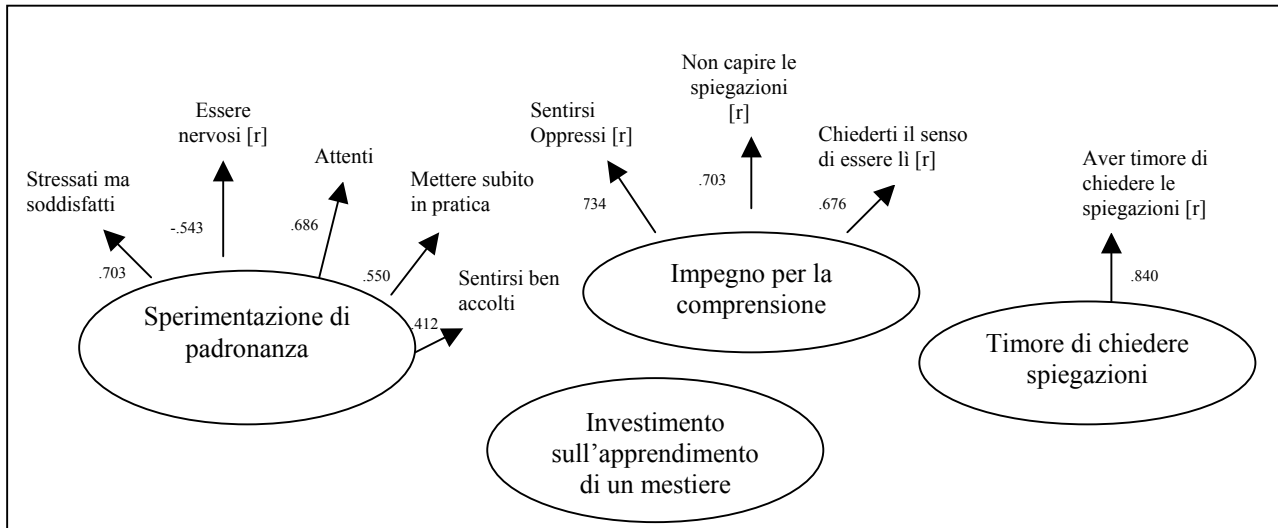 Stressati ma
soddisfatti
.703
Essere
nervosi [r]
-.543
Attenti
.686
Mettere subito
in pratica
.550
Sentirsi ben
accolti
.412
Sperimentazione di
padronanza
Sentirsi
Oppressi [r]
734
Non capire le
spiegazioni
[r]
.703
Chiederti il senso
di essere lì [r]
.676
Impegno per la
comprensione
Aver timore di
chiedere le
spiegazioni [r]
.840
Timore di chiedere
spiegazioni
Investimento
sull’apprendimento
di un mestiere